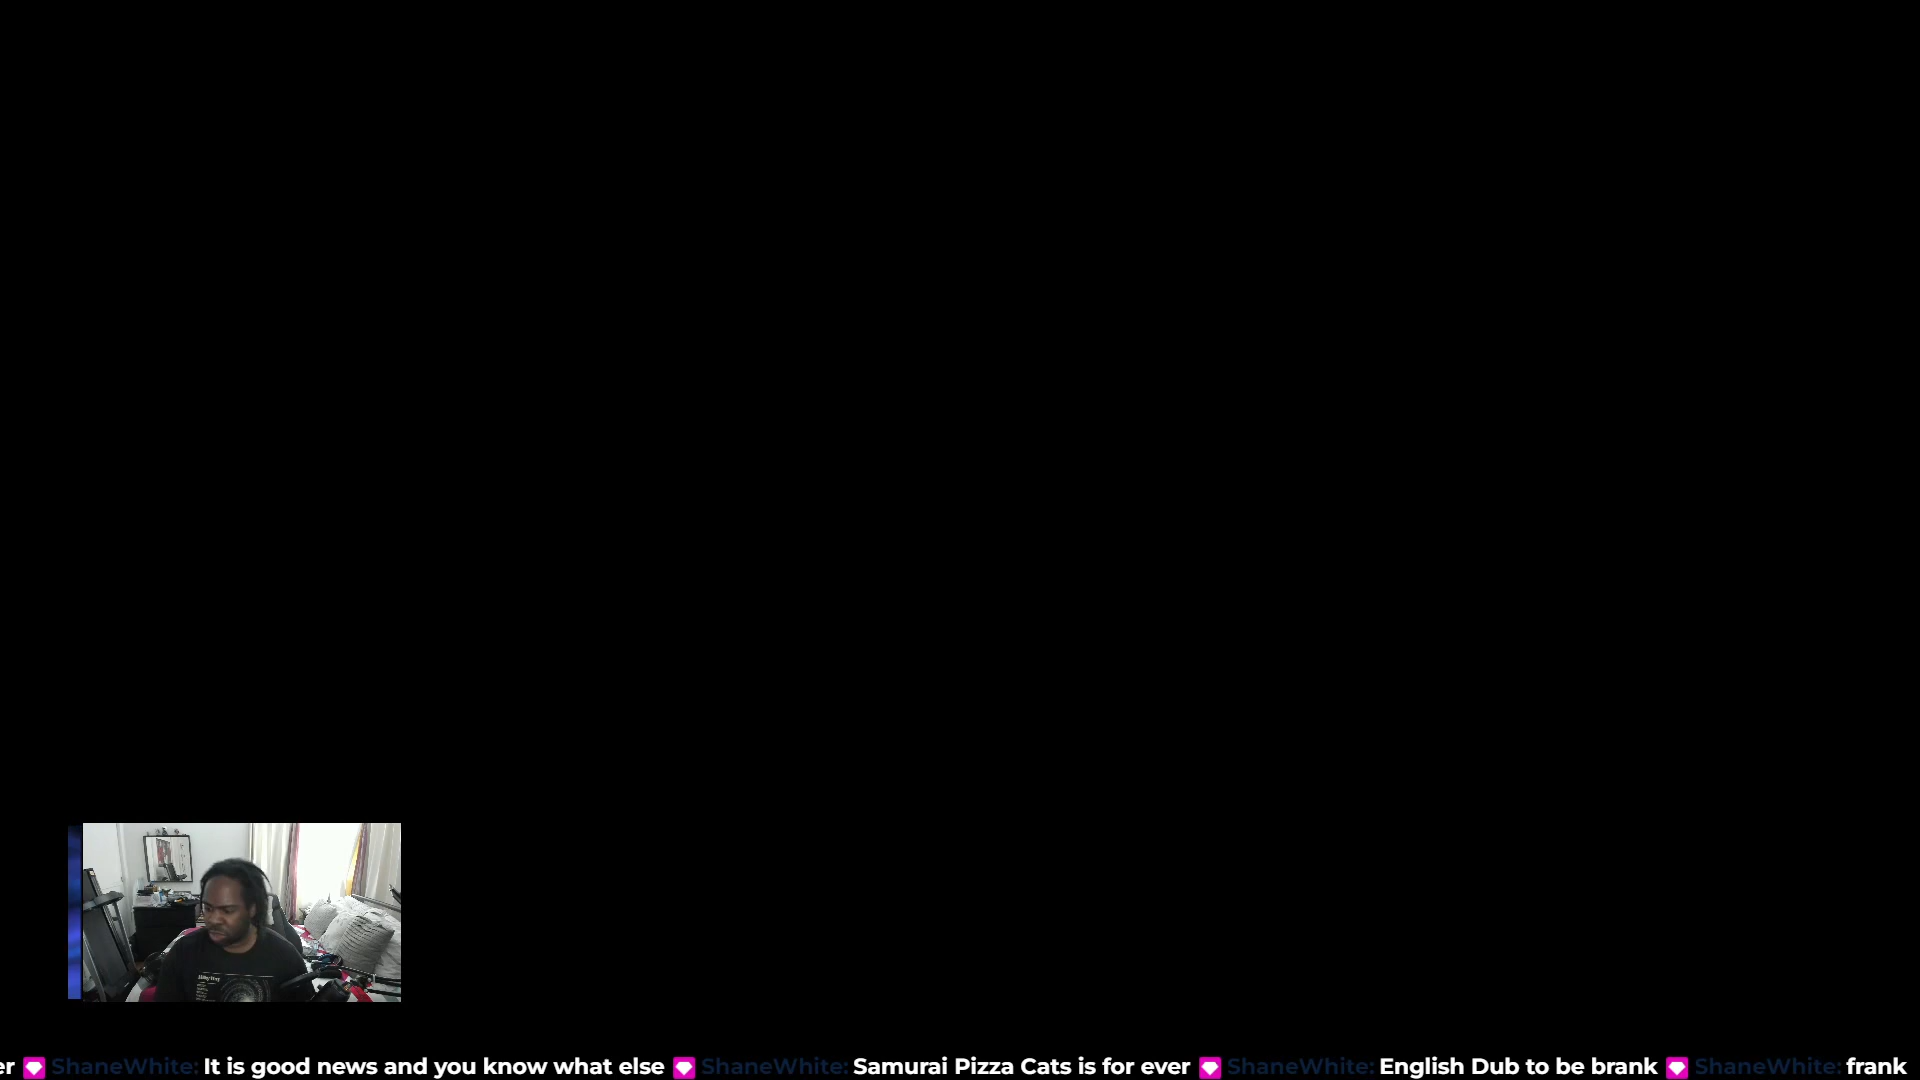 er ShaneWhite: It is good news and you know what else ShaneWhite: Samurai Pizza Cats is for ever ShaneWhite: English Dub to be brank ShaneWhite: frank